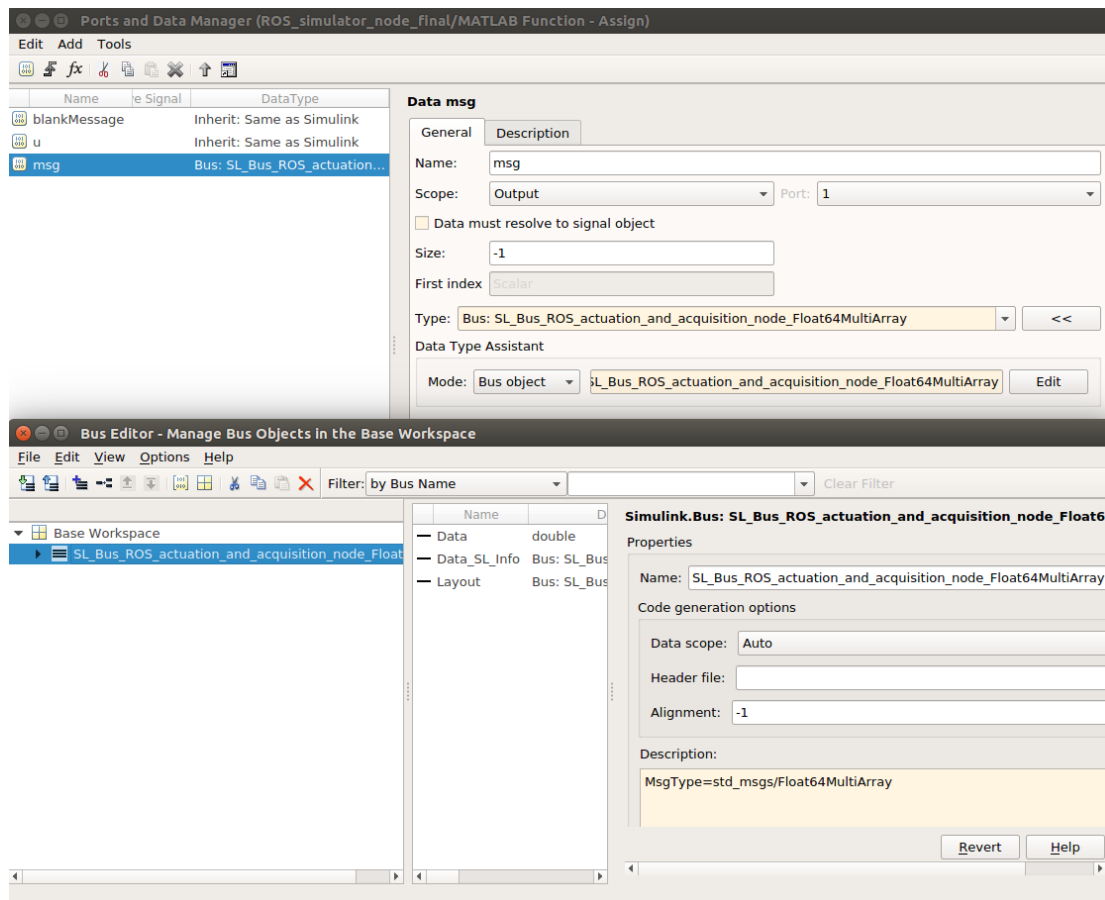 Ports and Data Manager (ROS_simulator_node_final/MATLAB Function - Assign)
Edit Add Tools
fx
Name e Signal DataType
blankMessage Inherit: Same as Simulink
u Inherit: Same as Simulink
msg Bus: SL_Bus_ROS_actuation...
Data msg
General Description
Name: msg
Scope: Output Port: 1
Data must resolve to signal object
Size: -1
First index Scalar
Type: Bus: SL_Bus_ROS_actuation_and_acquisition_node_Float64MultiArray <<
Data Type Assistant
Mode: Bus object SL_Bus_ROS_actuation_and_acquisition_node_Float64MultiArray Edit
Bus Editor - Manage Bus Objects in the Base Workspace
File Edit View Options Help
Filter: by Bus Name Clear Filter
Base Workspace
SL_Bus_ROS_actuation_and_acquisition_node_Float
Name D
Data double
Data_SL_Info Bus: SL_Bus
Layout Bus: SL_Bus
Simulink.Bus: SL_Bus_ROS_actuation_and_acquisition_node_Float6
Properties
Name: SL_Bus_ROS_actuation_and_acquisition_node_Float64MultiArray
Code generation options
Data scope: Auto
Header file:
Alignment: -1
Description:
MsgType=std_msgs/Float64MultiArray
Revert Help